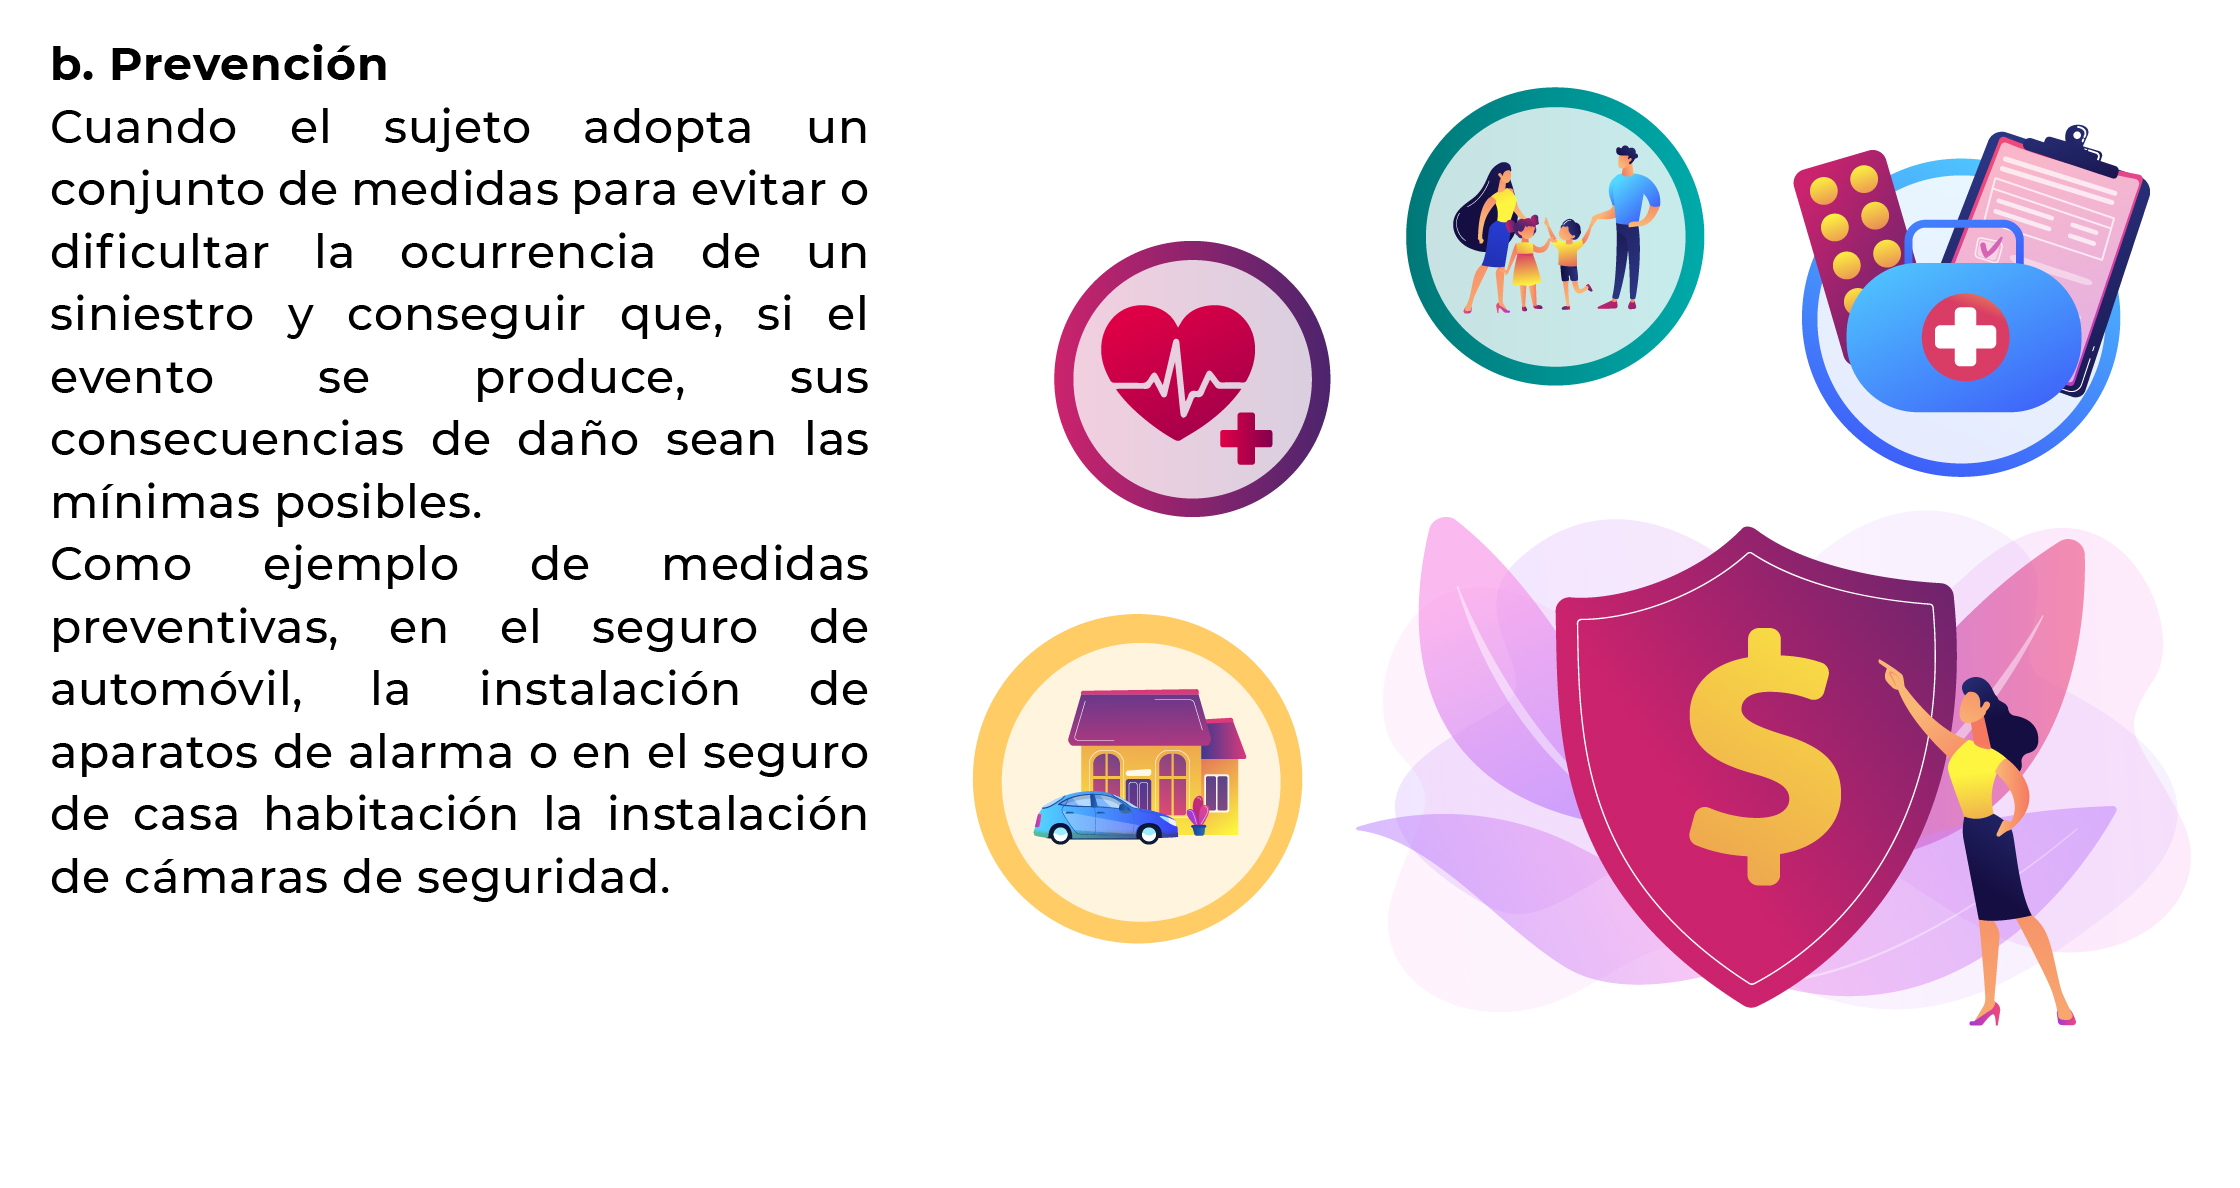 b. Prevención
Cuando el sujeto adopta un
conjunto de medidas para evitar o
dificultar la ocurrencia de un
siniestro y conseguir que, si el
evento se produce, sus
consecuencias de daño sean las
mínimas posibles.
Como ejemplo de medidas
preventivas, en el seguro de
automóvil, la instalación de
aparatos de alarma o en el seguro
de casa habitación la instalación
de cámaras de seguridad.
$